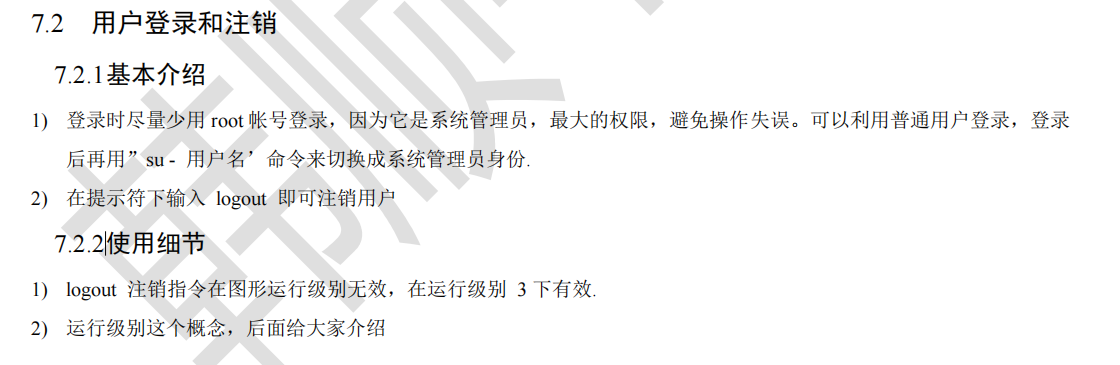 7.2 用户登录和注销
7.2.1基本介绍
1) 登录时尽量少用 root 帐号登录，因为它是系统管理员，最大的权限，避免操作失误。可以利用普通用户登录，登录
后再用”su - 用户名’命令来切换成系统管理员身份.
2) 在提示符下输入 logout 即可注销用户
7.2.2使用细节
1) logout 注销指令在图形运行级别无效，在运行级别 3 下有效.
2) 运行级别这个概念，后面给大家介绍
韩顺